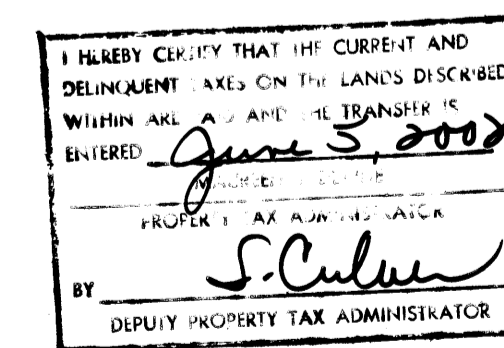 I HEREBY CERTIFY THAT THE CURRENT AND
DELINQUENT TAXES ON THE LANDS DESCRIBED
WITHIN ARE PAID AND THE TRANSFER IS
ENTERED June 5, 2002
PROPERTY TAX ADMINISTRATOR
BY S. Culver
DEPUTY PROPERTY TAX ADMINISTRATOR